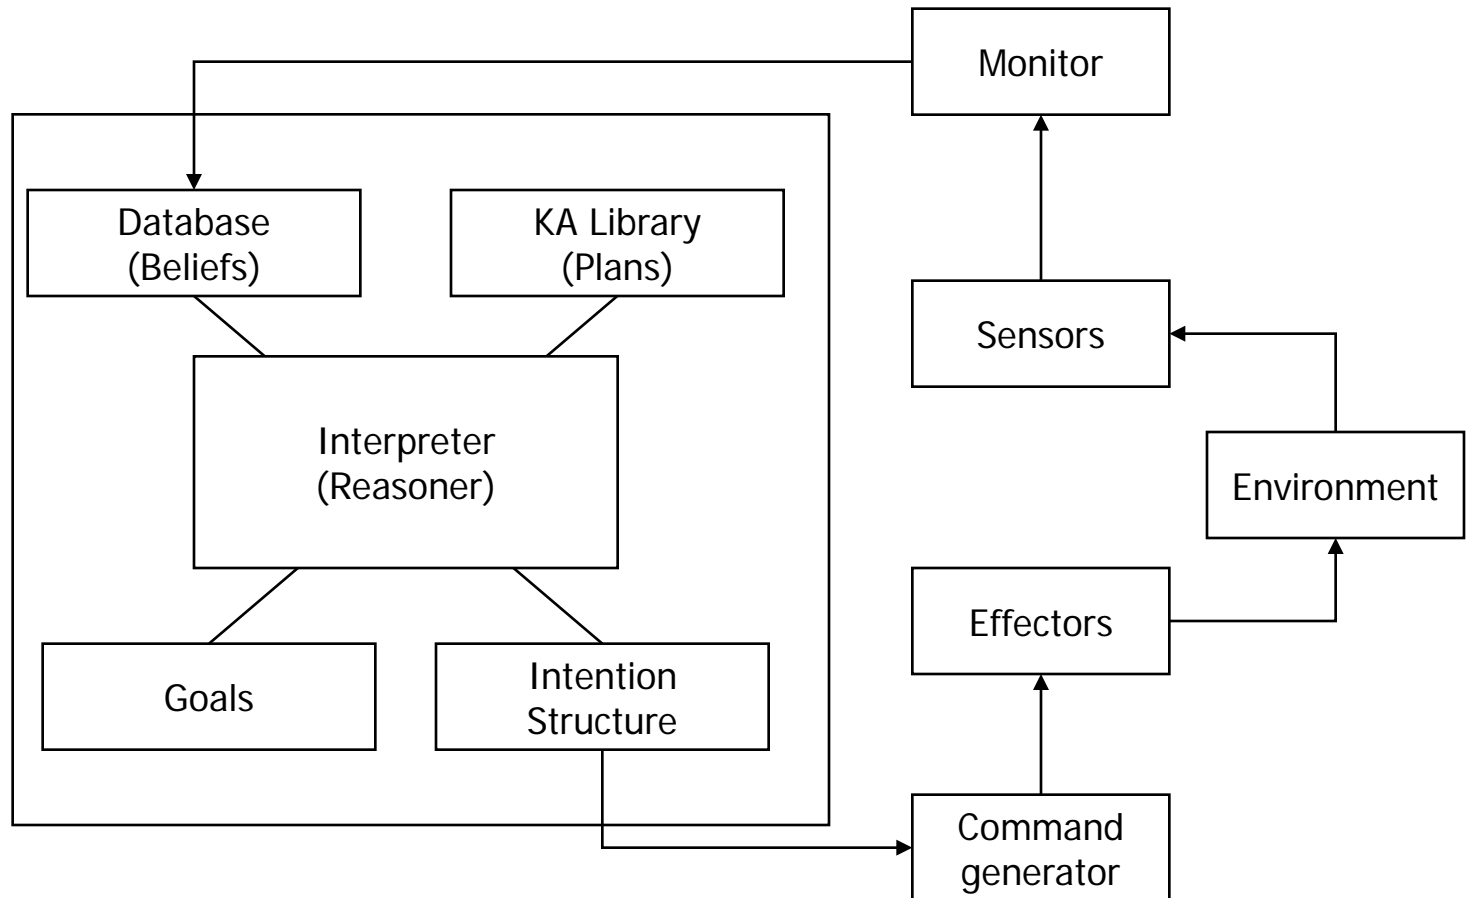 Monitor
Database
(Beliefs)
KA Library
(Plans)
Sensors
Interpreter
(Reasoner)
Environment
Effectors
Goals
Intention
Structure
Command
generator